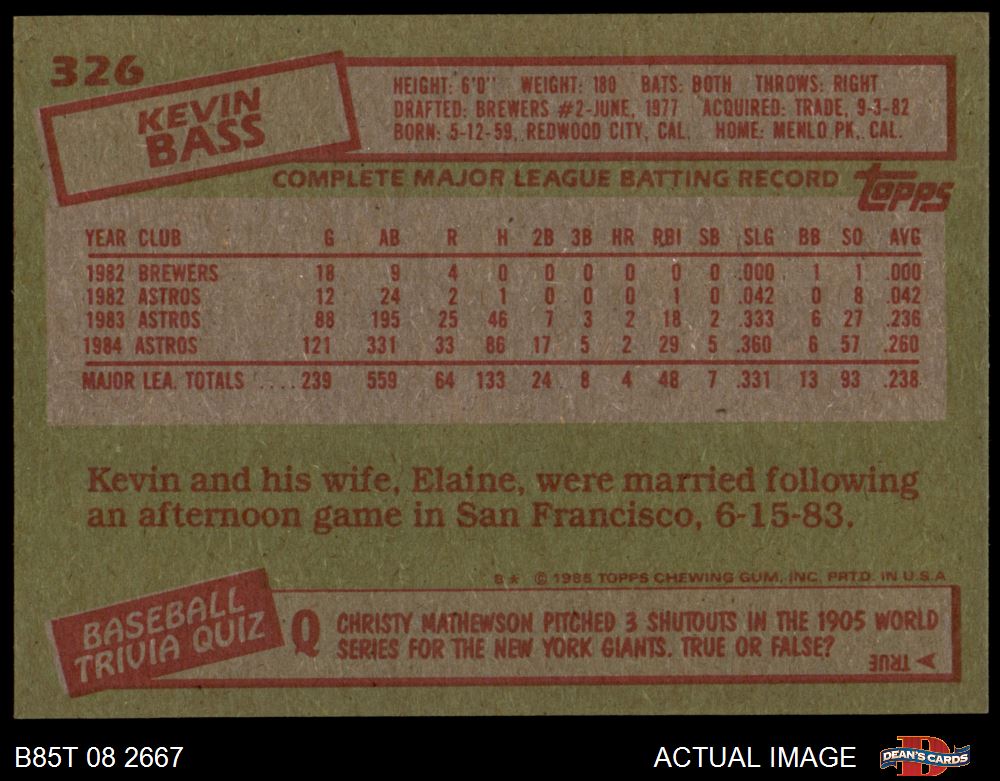 326
KEVIN
BASS
HEIGHT: 6'0" WEIGHT: 180 BATS: BOTH THROWS: RIGHT
DRAFTED: BREWERS #2-JUNE, 1977 ACQUIRED: TRADE, 9-3-82
BORN: 5-12-59, REDWOOD CITY, CAL. HOME: MENLO PK, CAL.
COMPLETE MAJOR LEAGUE BATTING RECORD
TOPPS
YEAR CLUB G AB R H 2B 3B HR RBI SB SLG BB SO AVG
1982 BREWERS 18 9 4 0 0 0 0 0 0 .000 1 1 .000
1982 ASTROS 12 24 2 1 0 0 0 1 0 .042 0 8 .042
1983 ASTROS 88 195 25 46 7 3 2 18 2 .333 6 27 .236
1984 ASTROS 121 331 33 86 17 5 2 29 5 .360 6 57 .260
MAJOR LEA. TOTALS .... 239 559 64 133 24 8 4 48 7 .331 13 93 .238
Kevin and his wife, Elaine, were married following
an afternoon game in San Francisco, 6-15-83.
B* © 1985 TOPPS CHEWING GUM, INC. PRTD. IN U.S.A
BASEBALL
TRIVIA QUIZ
Q CHRISTY MATHEWSON PITCHED 3 SHUTOUTS IN THE 1905 WORLD
SERIES FOR THE NEW YORK GIANTS. TRUE OR FALSE?
A TRUE
B85T 08 2667
ACTUAL IMAGE
DEAN'S CARDS